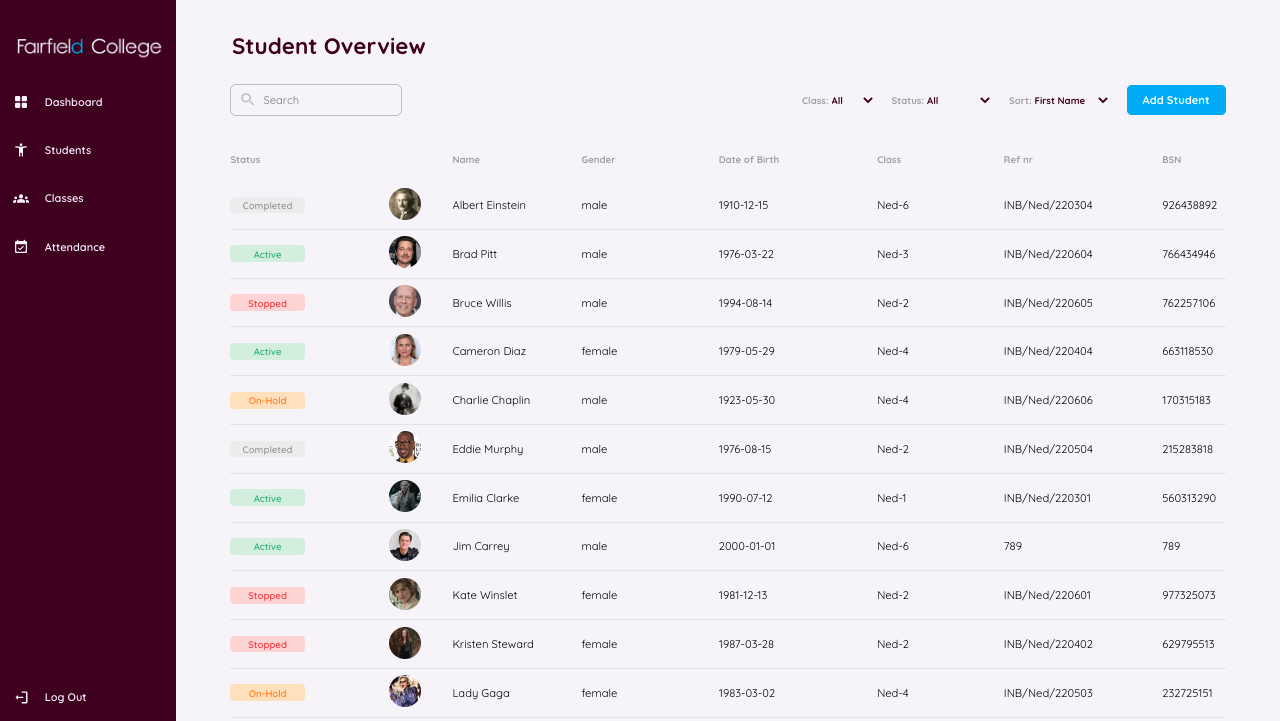 Fairfield College
Dashboard
Students
Classes
Attendance
Log Out
Student Overview
Search
Class: All
Status: All
Sort: First Name
Add Student
Status Name Gender Date of Birth Class Ref nr BSN
Completed Albert Einstein male 1910-12-15 Ned-6 INB/Ned/220304 926438892
Active Brad Pitt male 1976-03-22 Ned-3 INB/Ned/220604 766434946
Stopped Bruce Willis male 1994-08-14 Ned-2 INB/Ned/220605 762257106
Active Cameron Diaz female 1979-05-29 Ned-4 INB/Ned/220404 663118530
On-Hold Charlie Chaplin male 1923-05-30 Ned-4 INB/Ned/220606 170315183
Completed Eddie Murphy male 1976-08-15 Ned-2 INB/Ned/220504 215283818
Active Emilia Clarke female 1990-07-12 Ned-1 INB/Ned/220301 560313290
Active Jim Carrey male 2000-01-01 Ned-6 789 789
Stopped Kate Winslet female 1981-12-13 Ned-2 INB/Ned/220601 977325073
Stopped Kristen Steward female 1987-03-28 Ned-2 INB/Ned/220402 629795513
On-Hold Lady Gaga female 1986-03-02 Ned-4 INB/Ned/220503 232725151